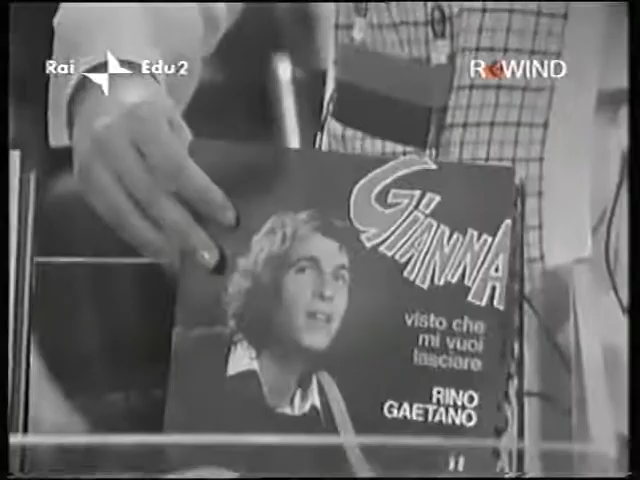 Rai Edu2
REWIND
GIANNA
visto che
mi vuoi
lasciare
RINO
GAETANO